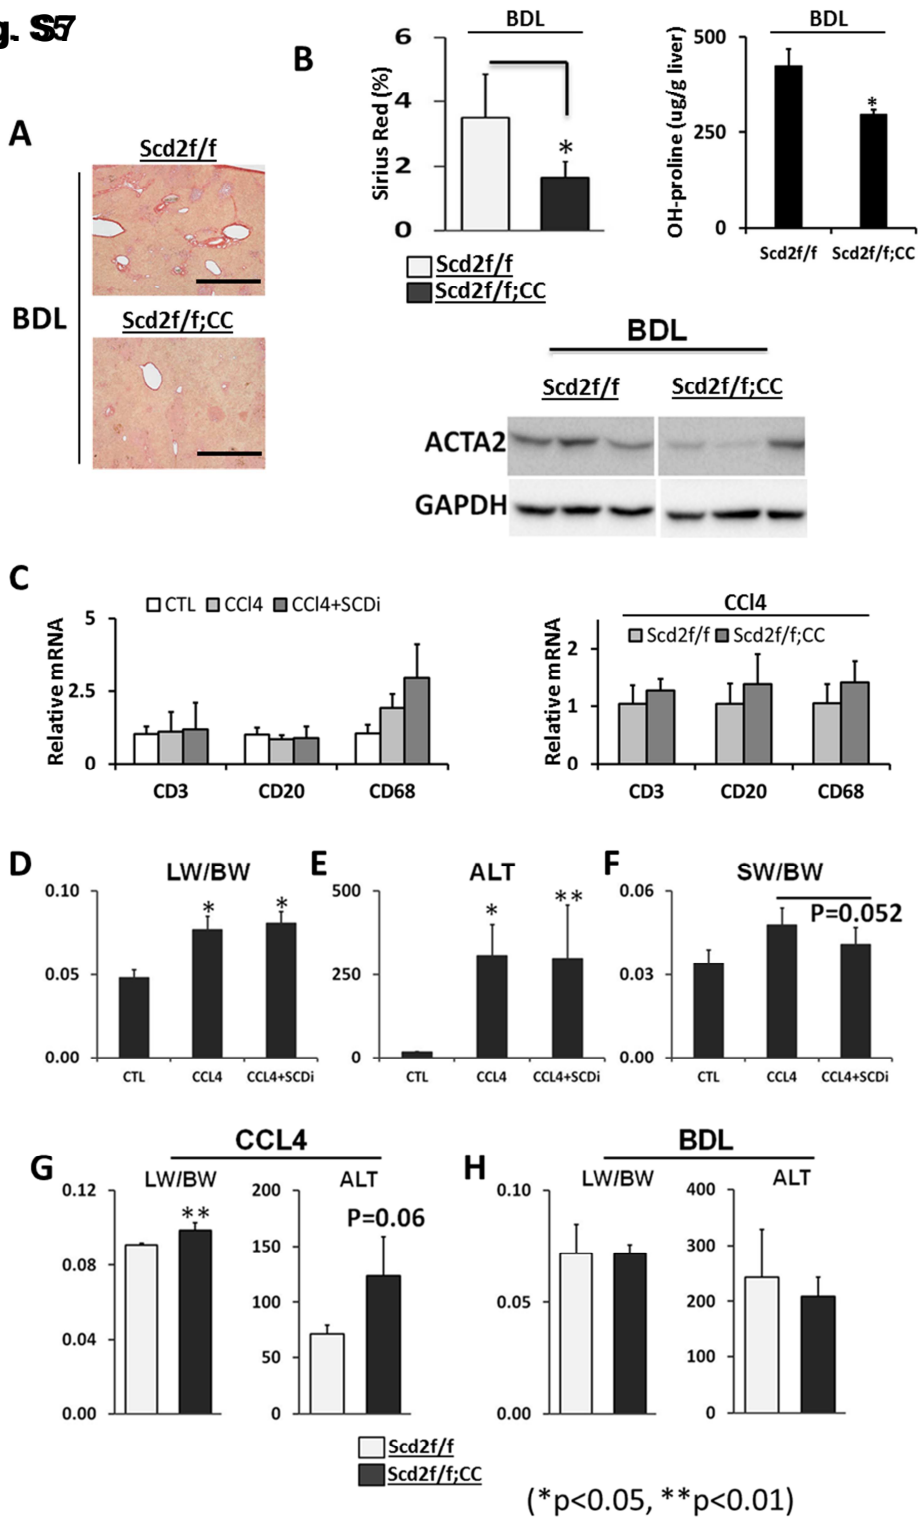 g. S7
A
Scd2f/f
BDL
Scd2f/f;CC
B
BDL
Sirius Red (%)
6
4
2
0
*
Scd2f/f
Scd2f/f;CC
BDL
OH-proline (ug/g liver)
500
250
0
*
Scd2f/f Scd2f/f;CC
BDL
Scd2f/f Scd2f/f;CC
ACTA2
GAPDH
C
CTL CCl4 CCl4+SCDi
Relative mRNA
5
2.5
0
CD3 CD20 CD68
CCl4
Scd2f/f Scd2f/f;CC
Relative mRNA
2
1
0
CD3 CD20 CD68
D
LW/BW
0.10
0.05
0.00
* *
CTL CCL4 CCL4+SCDi
E
ALT
500
250
0
* **
CTL CCL4 CCL4+SCDi
F
SW/BW
0.06
0.03
0.00
P=0.052
CTL CCL4 CCL4+SCDi
G
CCL4
LW/BW
0.12
0.08
0.04
0.00
**
ALT
200
150
100
50
0
P=0.06
H
BDL
LW/BW
0.10
0.05
0.00
ALT
400
300
200
100
0
Scd2f/f
Scd2f/f;CC
(*p<0.05, **p<0.01)